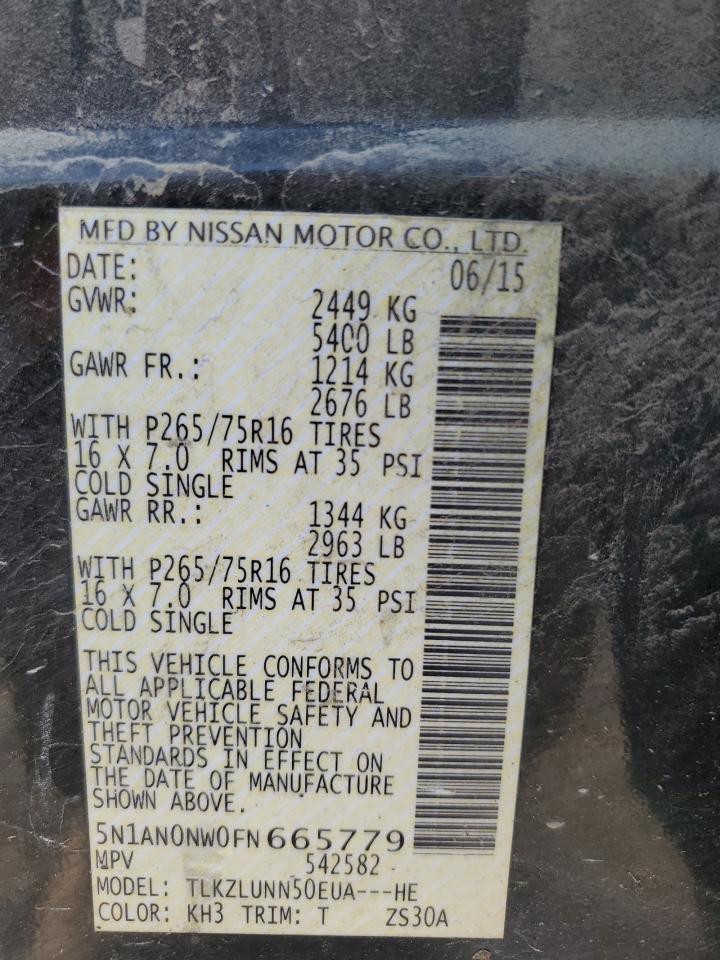 MFD BY NISSAN MOTOR CO., LTD.
DATE: 06/15
GVWR: 2449 KG
5400 LB
GAWR FR.: 1214 KG
2676 LB
WITH P265/75R16 TIRES
16 X 7.0 RIMS AT 35 PSI
COLD SINGLE
GAWR RR.: 1344 KG
2963 LB
WITH P265/75R16 TIRES
16 X 7.0 RIMS AT 35 PSI
COLD SINGLE
THIS VEHICLE CONFORMS TO
ALL APPLICABLE FEDERAL
MOTOR VEHICLE SAFETY AND
THEFT PREVENTION
STANDARDS IN EFFECT ON
THE DATE OF MANUFACTURE
SHOWN ABOVE.
5N1AN0NW0FN665779
MPV 542582
MODEL: TLKZLUNN50EUA---HE
COLOR: KH3 TRIM: T ZS30A